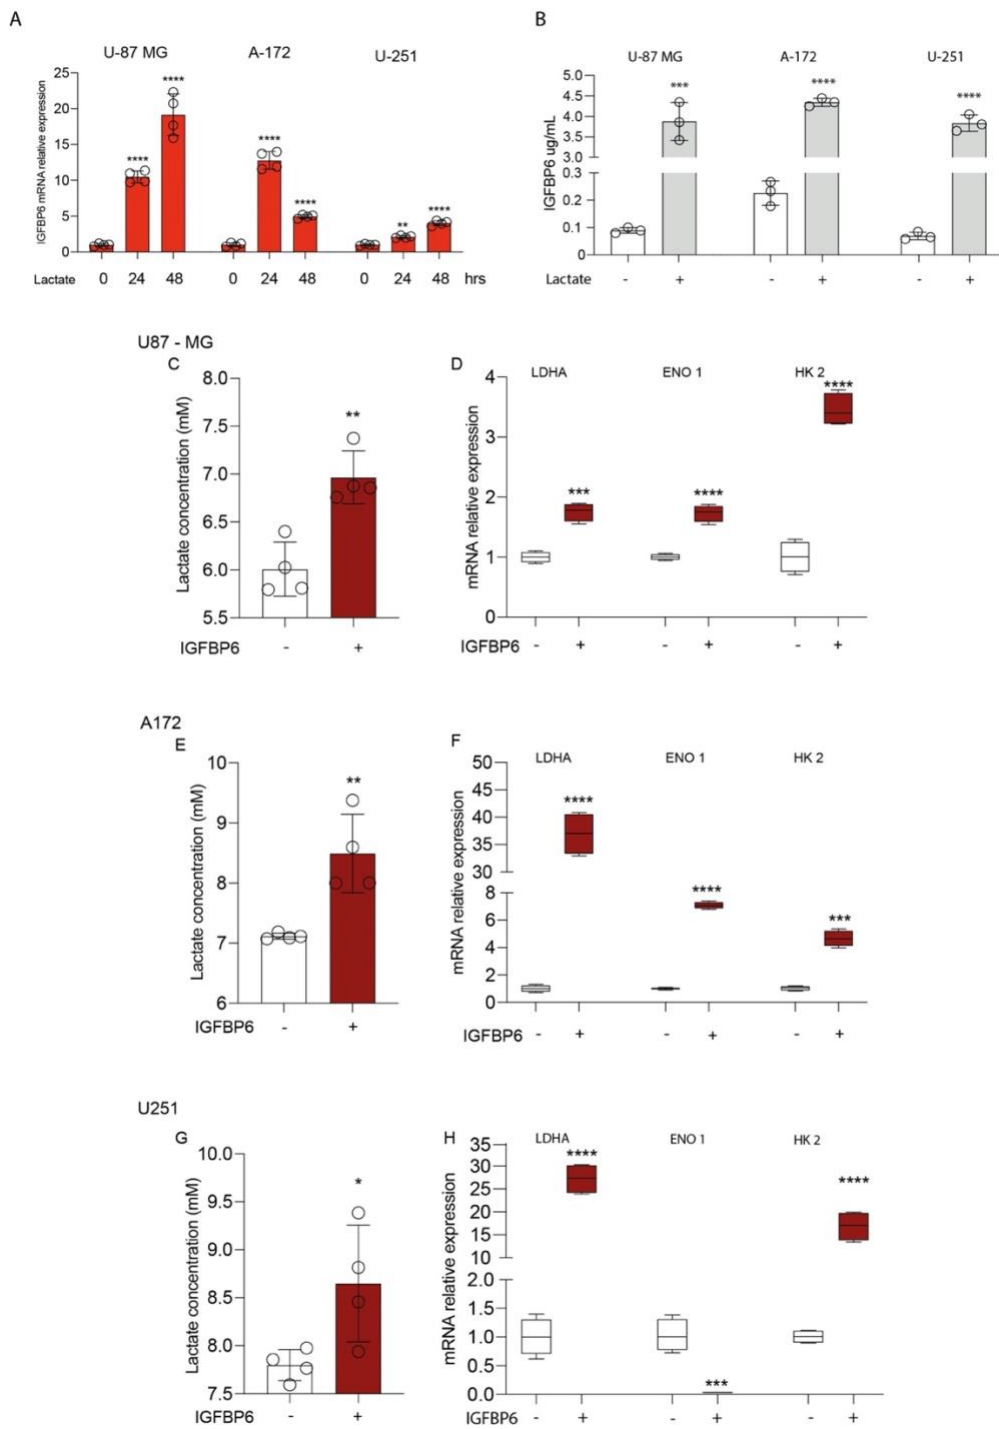 A
U-87 MG A-172 U-251
IGFBP6 mRNA relative expression
25
20
15
10
5
0
**** **** **** **** ** ****
Lactate 0 24 48 0 24 48 0 24 48 hrs
B
U-87 MG A-172 U-251
IGFBP6 ug/mL
5.0
4.5
4.0
3.5
3.0
0.3
0.2
0.1
0
*** **** ****
Lactate - + - + - +
U87 - MG
C
Lactate concentration (mM)
8.0
7.5
7.0
6.5
6.0
5.5
**
IGFBP6 - +
D
LDHA ENO 1 HK 2
mRNA relative expression
4
3
2
1
0
*** **** ****
IGFBP6 - + - + - +
A172
E
Lactate concentration (mM)
10
9
8
7
6
**
IGFBP6 - +
F
LDHA ENO 1 HK 2
mRNA relative expression
50
45
40
35
30
8
6
4
2
0
**** **** ***
IGFBP6 - + - + - +
U251
G
Lactate concentration (mM)
10.0
9.5
9.0
8.5
8.0
7.5
*
IGFBP6 - +
H
LDHA ENO 1 HK 2
mRNA relative expression
35
30
25
20
15
10
2.0
1.5
1.0
0.5
0.0
**** *** ****
IGFBP6 - + - + - +